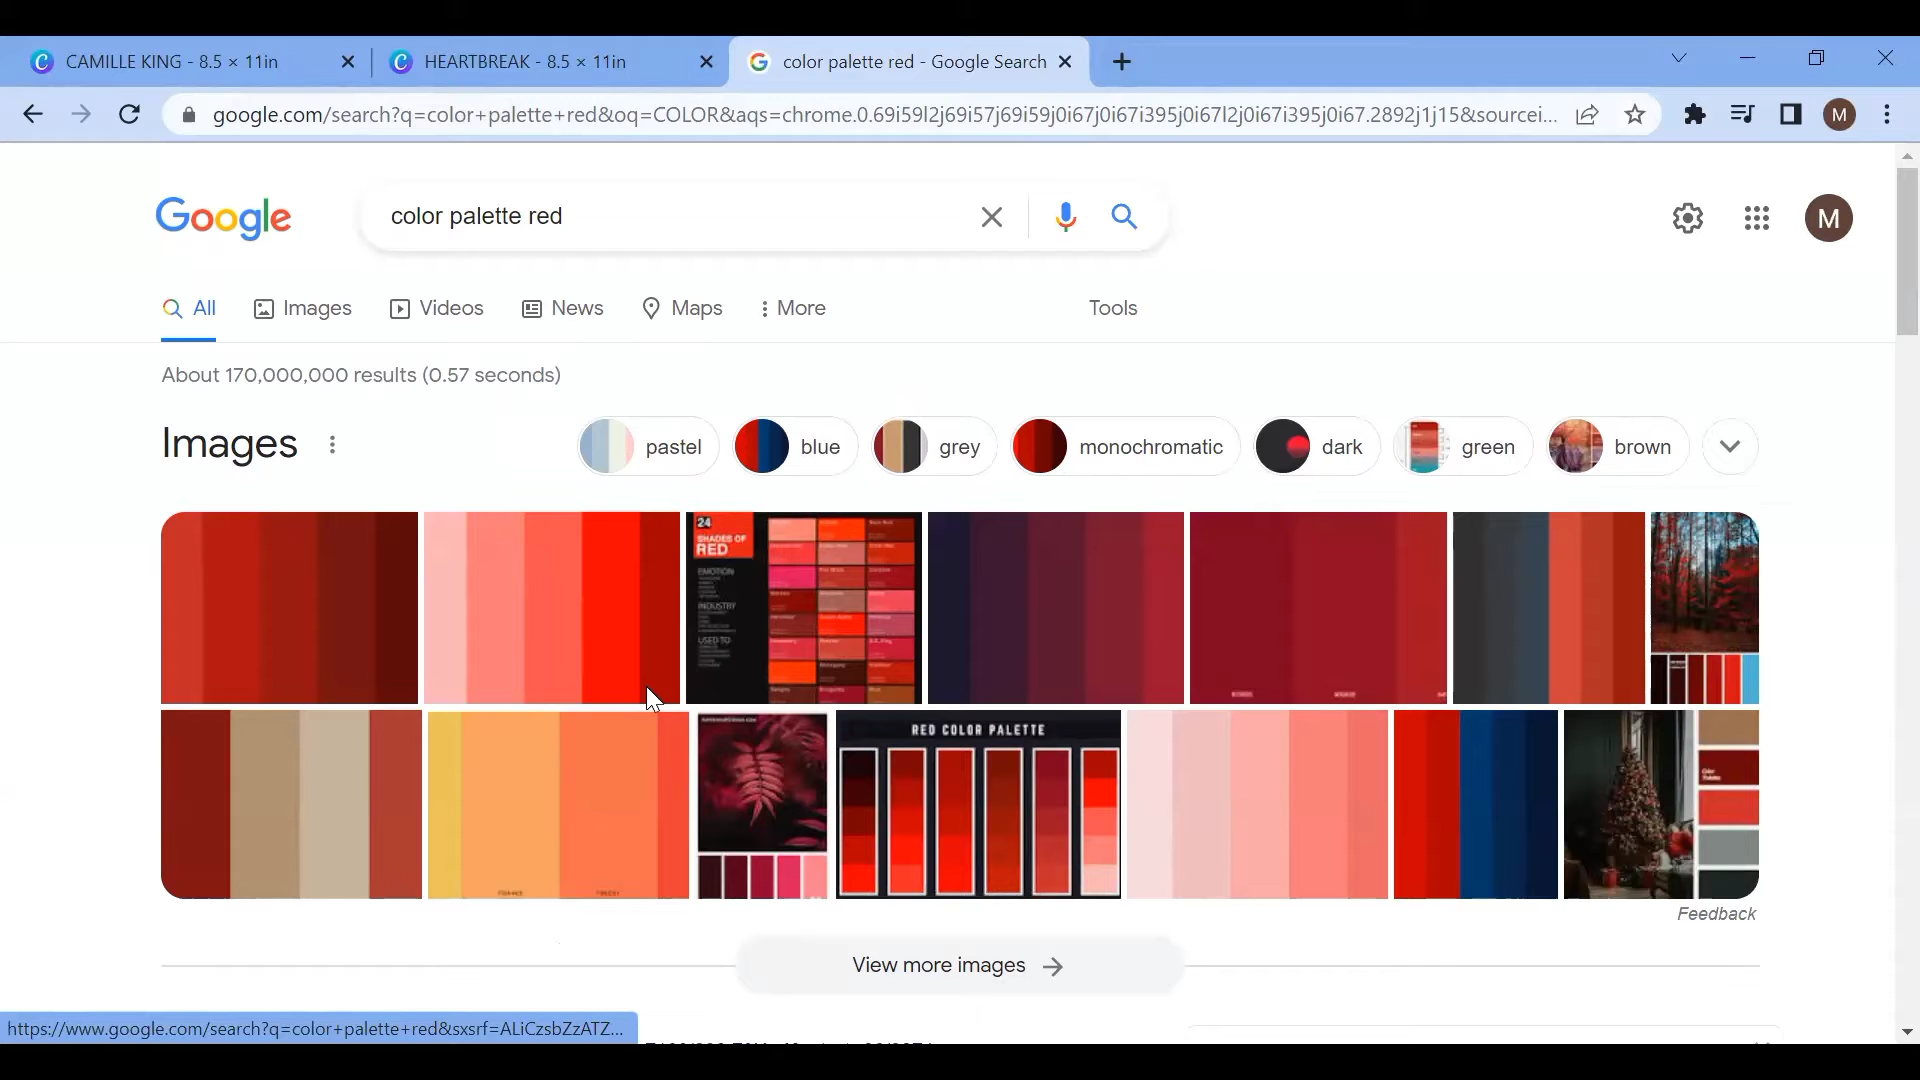 CAMILLE KING - 8.5 × 11in
HEARTBREAK - 8.5 × 11in
color palette red - Google Search
google.com/search?q=color+palette+red&oq=COLOR&aqs=chrome.0.69i59l2j69i57j69i59j0i67j0i67i395j0i67l2j0i67i395j0i67.2892j1j15&sourcei...
M
Google
color palette red
M
All
Images
Videos
News
Maps
More
Tools
About 170,000,000 results (0.57 seconds)
Images
pastel
blue
grey
monochromatic
dark
green
brown
24
SHADES OF
RED
EMOTION
INDUSTRY
USED TO
RED COLOR PALETTE
Feedback
View more images
https://www.google.com/search?q=color+palette+red&sxsrf=ALiCzsbZzATZ...